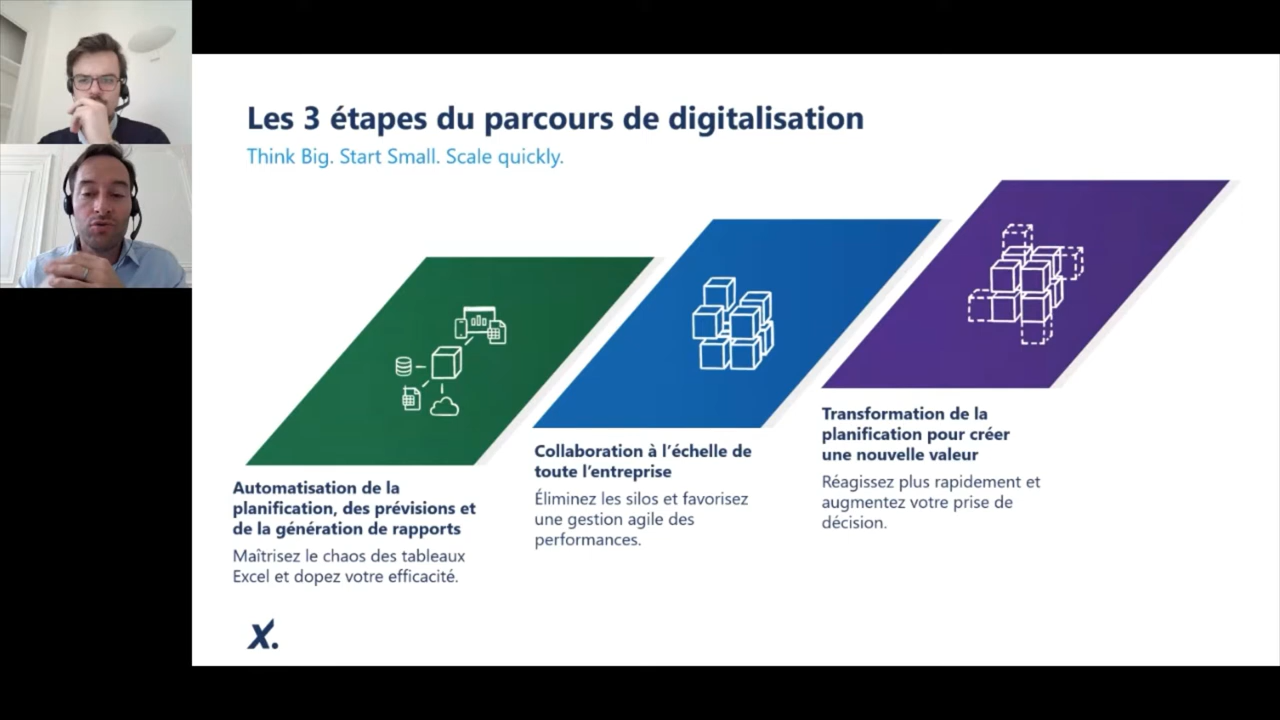 Les 3 étapes du parcours de digitalisation
Think Big. Start Small. Scale quickly.
Automatisation de la
planification, des prévisions et
de la génération de rapports
Maîtrisez le chaos des tableaux
Excel et dopez votre efficacité.
Collaboration à l'échelle de
toute l'entreprise
Éliminez les silos et favorisez
une gestion agile des
performances.
Transformation de la
planification pour créer
une nouvelle valeur
Réagissez plus rapidement et
augmentez votre prise de
décision.
X.